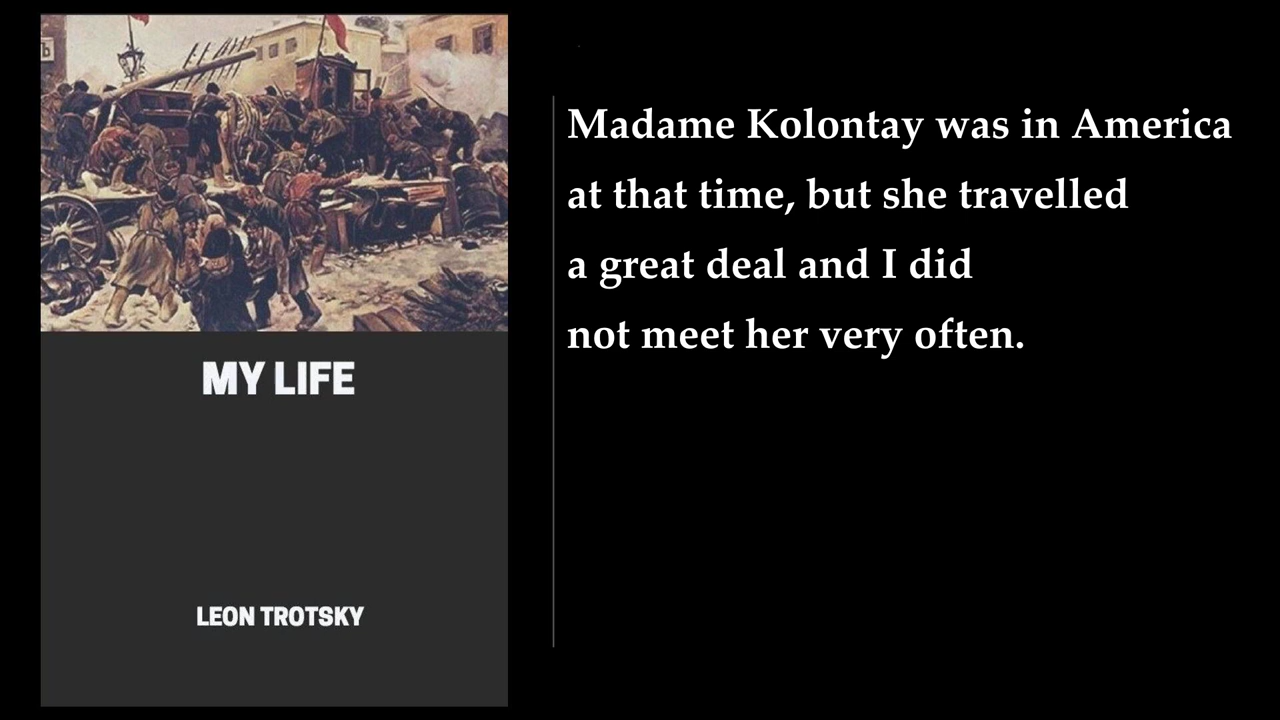 MY LIFE
LEON TROTSKY
Madame Kolontay was in America
at that time, but she travelled
a great deal and I did
not meet her very often.